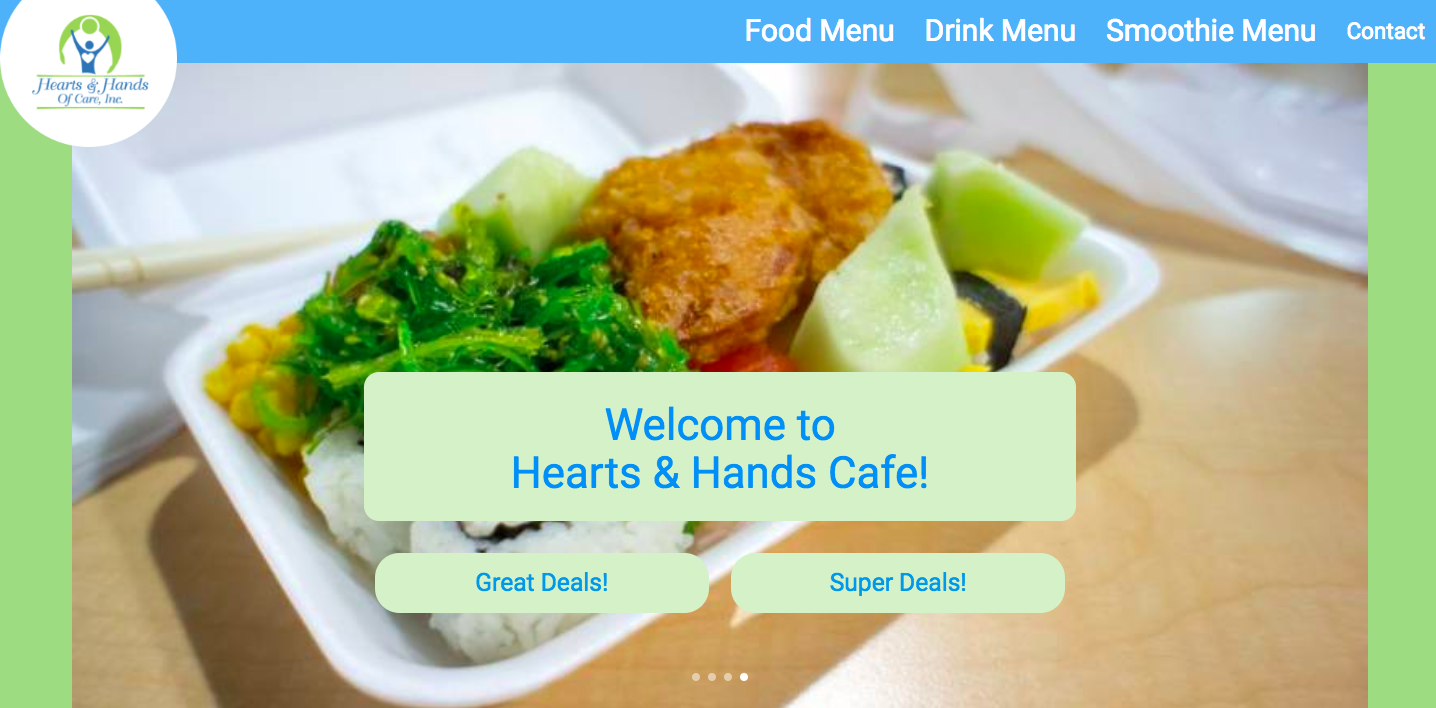 Hearts & Hands
Of Care, Inc.
Food Menu Drink Menu Smoothie Menu Contact
Welcome to
Hearts & Hands Cafe!
Great Deals! Super Deals!